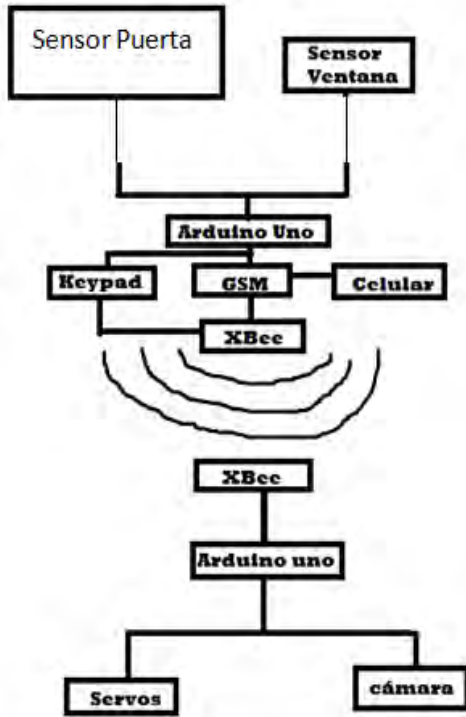 Sensor Puerta
Sensor
Ventana
Arduino Uno
Keypad
GSM
Celular
XBee
XBee
Arduino uno
Servos
cámara